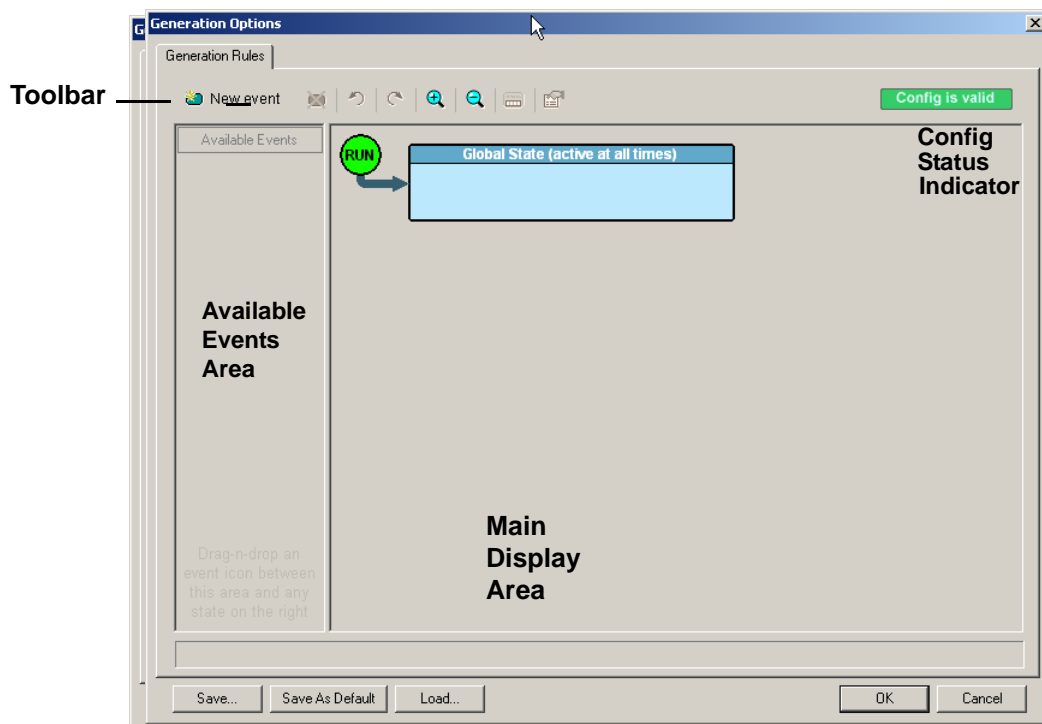 G
Generation Options
Generation Rules
Toolbar
New event
Config is valid
Available Events
RUN
Global State (active at all times)
Config
Status
Indicator
Available
Events
Area
Main
Display
Area
Drag-n-drop an
event icon between
this area and any
state on the right
Save...
Save As Default
Load...
OK
Cancel